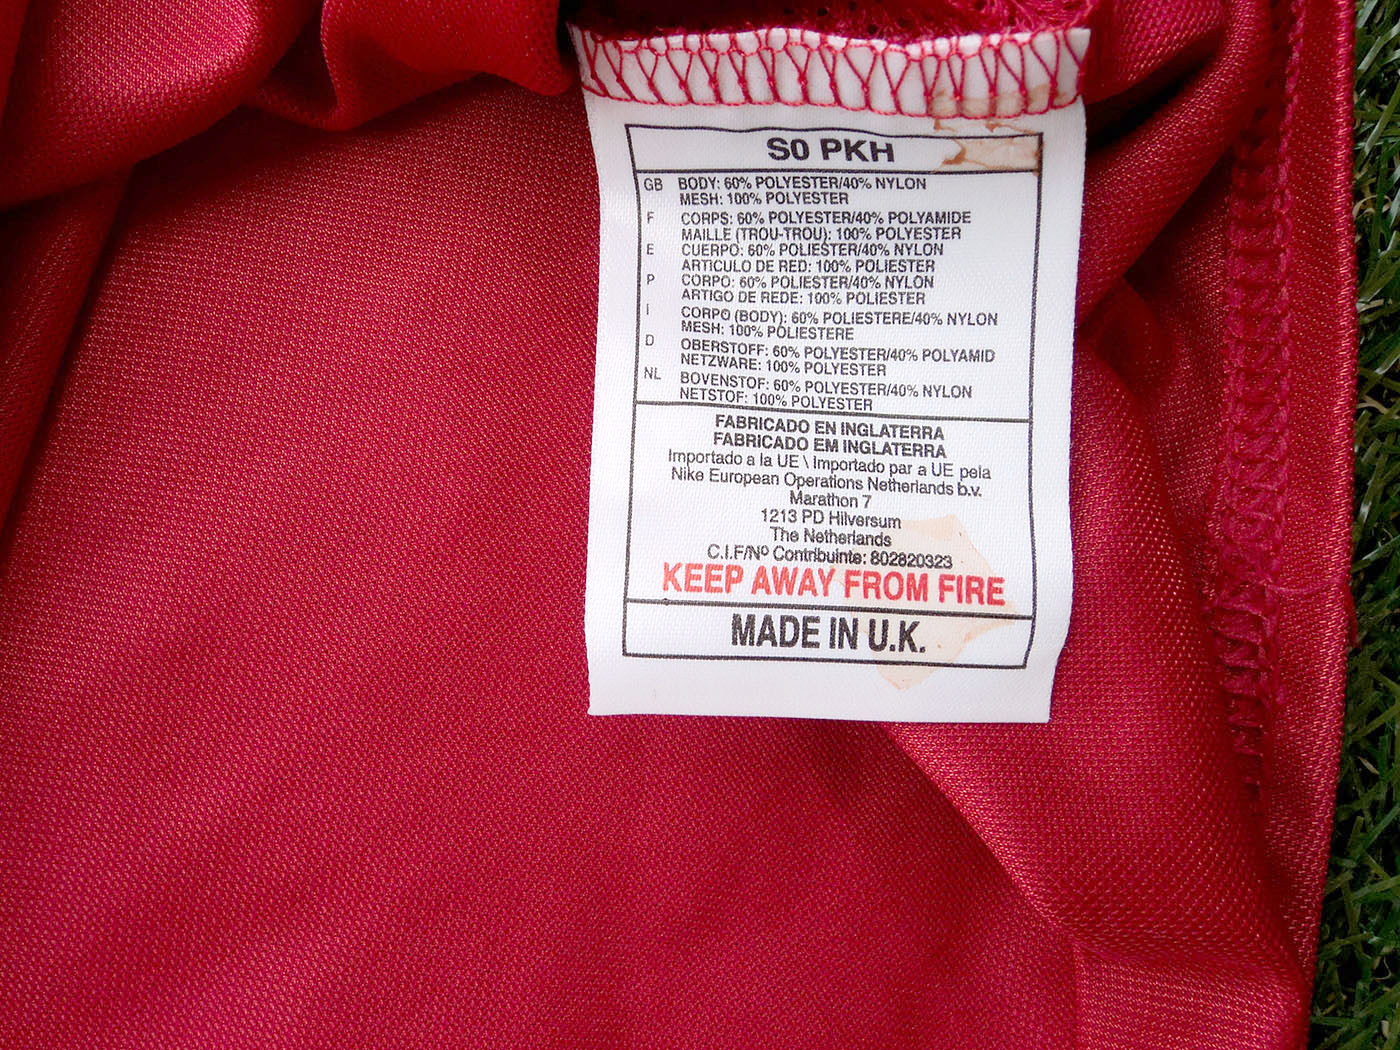 S0 PKH
GB BODY: 60% POLYESTER/40% NYLON
MESH: 100% POLYESTER
F CORPS: 60% POLYESTER/40% POLYAMIDE
MAILLE (TROU-TROU): 100% POLYESTER
E CUERPO: 60% POLIESTER/40% NYLON
ARTICULO DE RED: 100% POLIESTER
P CORPO: 60% POLIESTER/40% NYLON
ARTIGO DE REDE: 100% POLIESTER
I CORPO (BODY): 60% POLIESTERE/40% NYLON
MESH: 100% POLIESTERE
D OBERSTOFF: 60% POLYESTER/40% POLYAMID
NETZWARE: 100% POLYESTER
NL BOVENSTOF: 60% POLYESTER/40% NYLON
NETSTOF: 100% POLYESTER
FABRICADO EN INGLATERRA
FABRICADO EM INGLATERRA
Importado a la UE \ Importado par a UE pela
Nike European Operations Netherlands b.v.
Marathon 7
1213 PD Hilversum
The Netherlands
C.I.F/Nº Contribuinte: 802820323
KEEP AWAY FROM FIRE
MADE IN U.K.